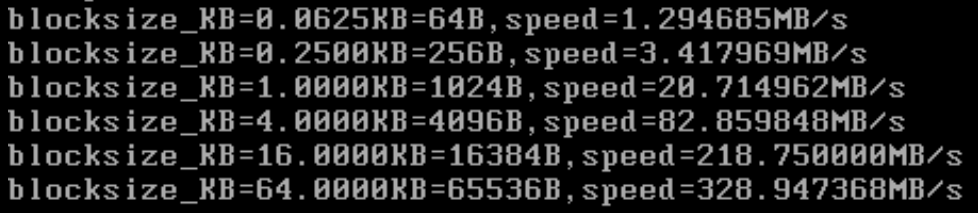 blocksize_KB=0.0625KB=64B,speed=1.294685MB/s
blocksize_KB=0.2500KB=256B,speed=3.417969MB/s
blocksize_KB=1.0000KB=1024B,speed=20.714962MB/s
blocksize_KB=4.0000KB=4096B,speed=82.859848MB/s
blocksize_KB=16.0000KB=16384B,speed=218.750000MB/s
blocksize_KB=64.0000KB=65536B,speed=328.947368MB/s